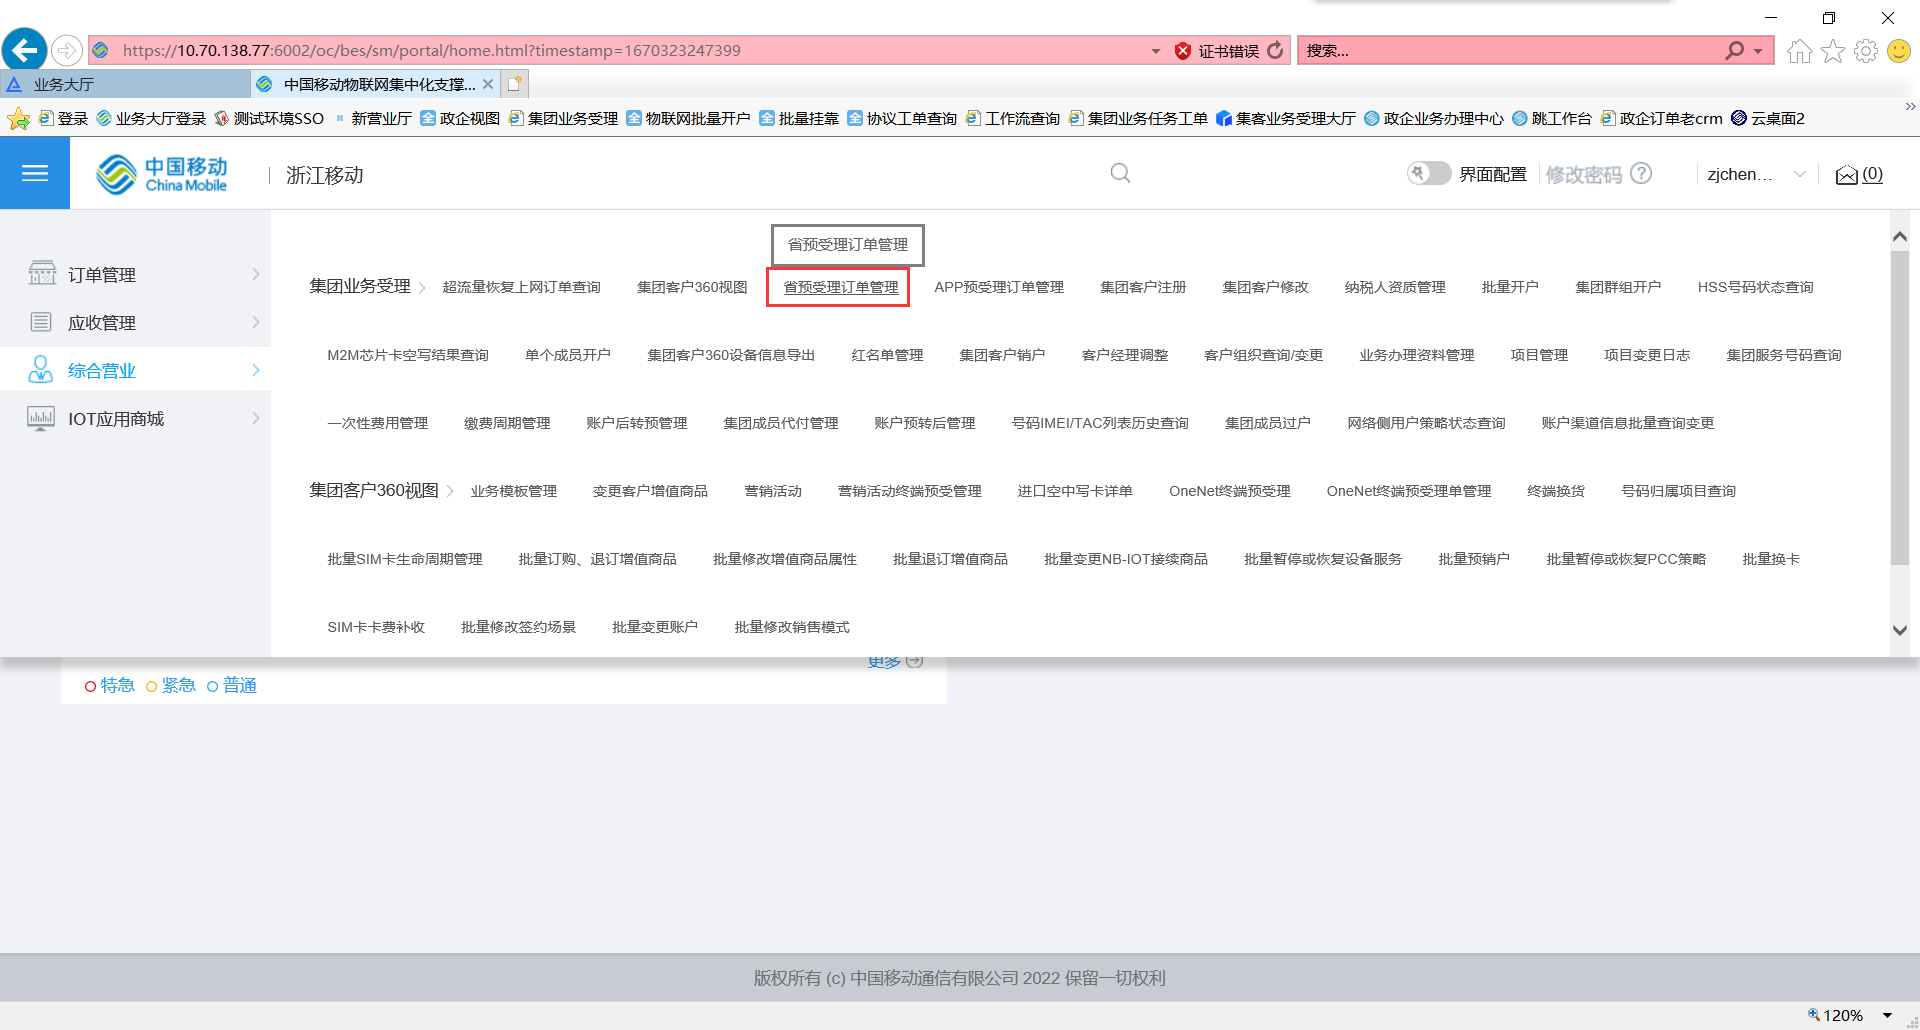 https://10.70.138.77:6002/oc/bes/sm/portal/home.html?timestamp=1670323247399 证书错误 搜索...
业务大厅 中国移动物联网集中化支撑...
登录 业务大厅登录 测试环境SSO 新营业厅 政企视图 集团业务受理 物联网批量开户 批量挂靠 协议工单查询 工作流查询 集团业务任务工单 集客业务受理大厅 政企业务办理中心 跳工作台 政企订单老crm 云桌面2
中国移动 China Mobile 浙江移动 界面配置 修改密码 zjchen... (0)
订单管理
应收管理
综合营业
IOT应用商城
省预受理订单管理
集团业务受理 超流量恢复上网订单查询 集团客户360视图 省预受理订单管理 APP预受理订单管理 集团客户注册 集团客户修改 纳税人资质管理 批量开户 集团群组开户 HSS号码状态查询
M2M芯片卡空写结果查询 单个成员开户 集团客户360设备信息导出 红名单管理 集团客户销户 客户经理调整 客户组织查询/变更 业务办理资料管理 项目管理 项目变更日志 集团服务号码查询
一次性费用管理 缴费周期管理 账户后转预管理 集团成员代付管理 账户预转后管理 号码IMEI/TAC列表历史查询 集团成员过户 网络侧用户策略状态查询 账户渠道信息批量查询变更
集团客户360视图 业务模板管理 变更客户增值商品 营销活动 营销活动终端预受管理 进口空中写卡详单 OneNet终端预受理 OneNet终端预受理单管理 终端换货 号码归属项目查询
批量SIM卡生命周期管理 批量订购、退订增值商品 批量修改增值商品属性 批量退订增值商品 批量变更NB-IOT接续商品 批量暂停或恢复设备服务 批量预销户 批量暂停或恢复PCC策略 批量换卡
SIM卡卡费补收 批量修改签约场景 批量变更账户 批量修改销售模式
更多
特急 紧急 普通
版权所有 (c) 中国移动通信有限公司 2022 保留一切权利
120%